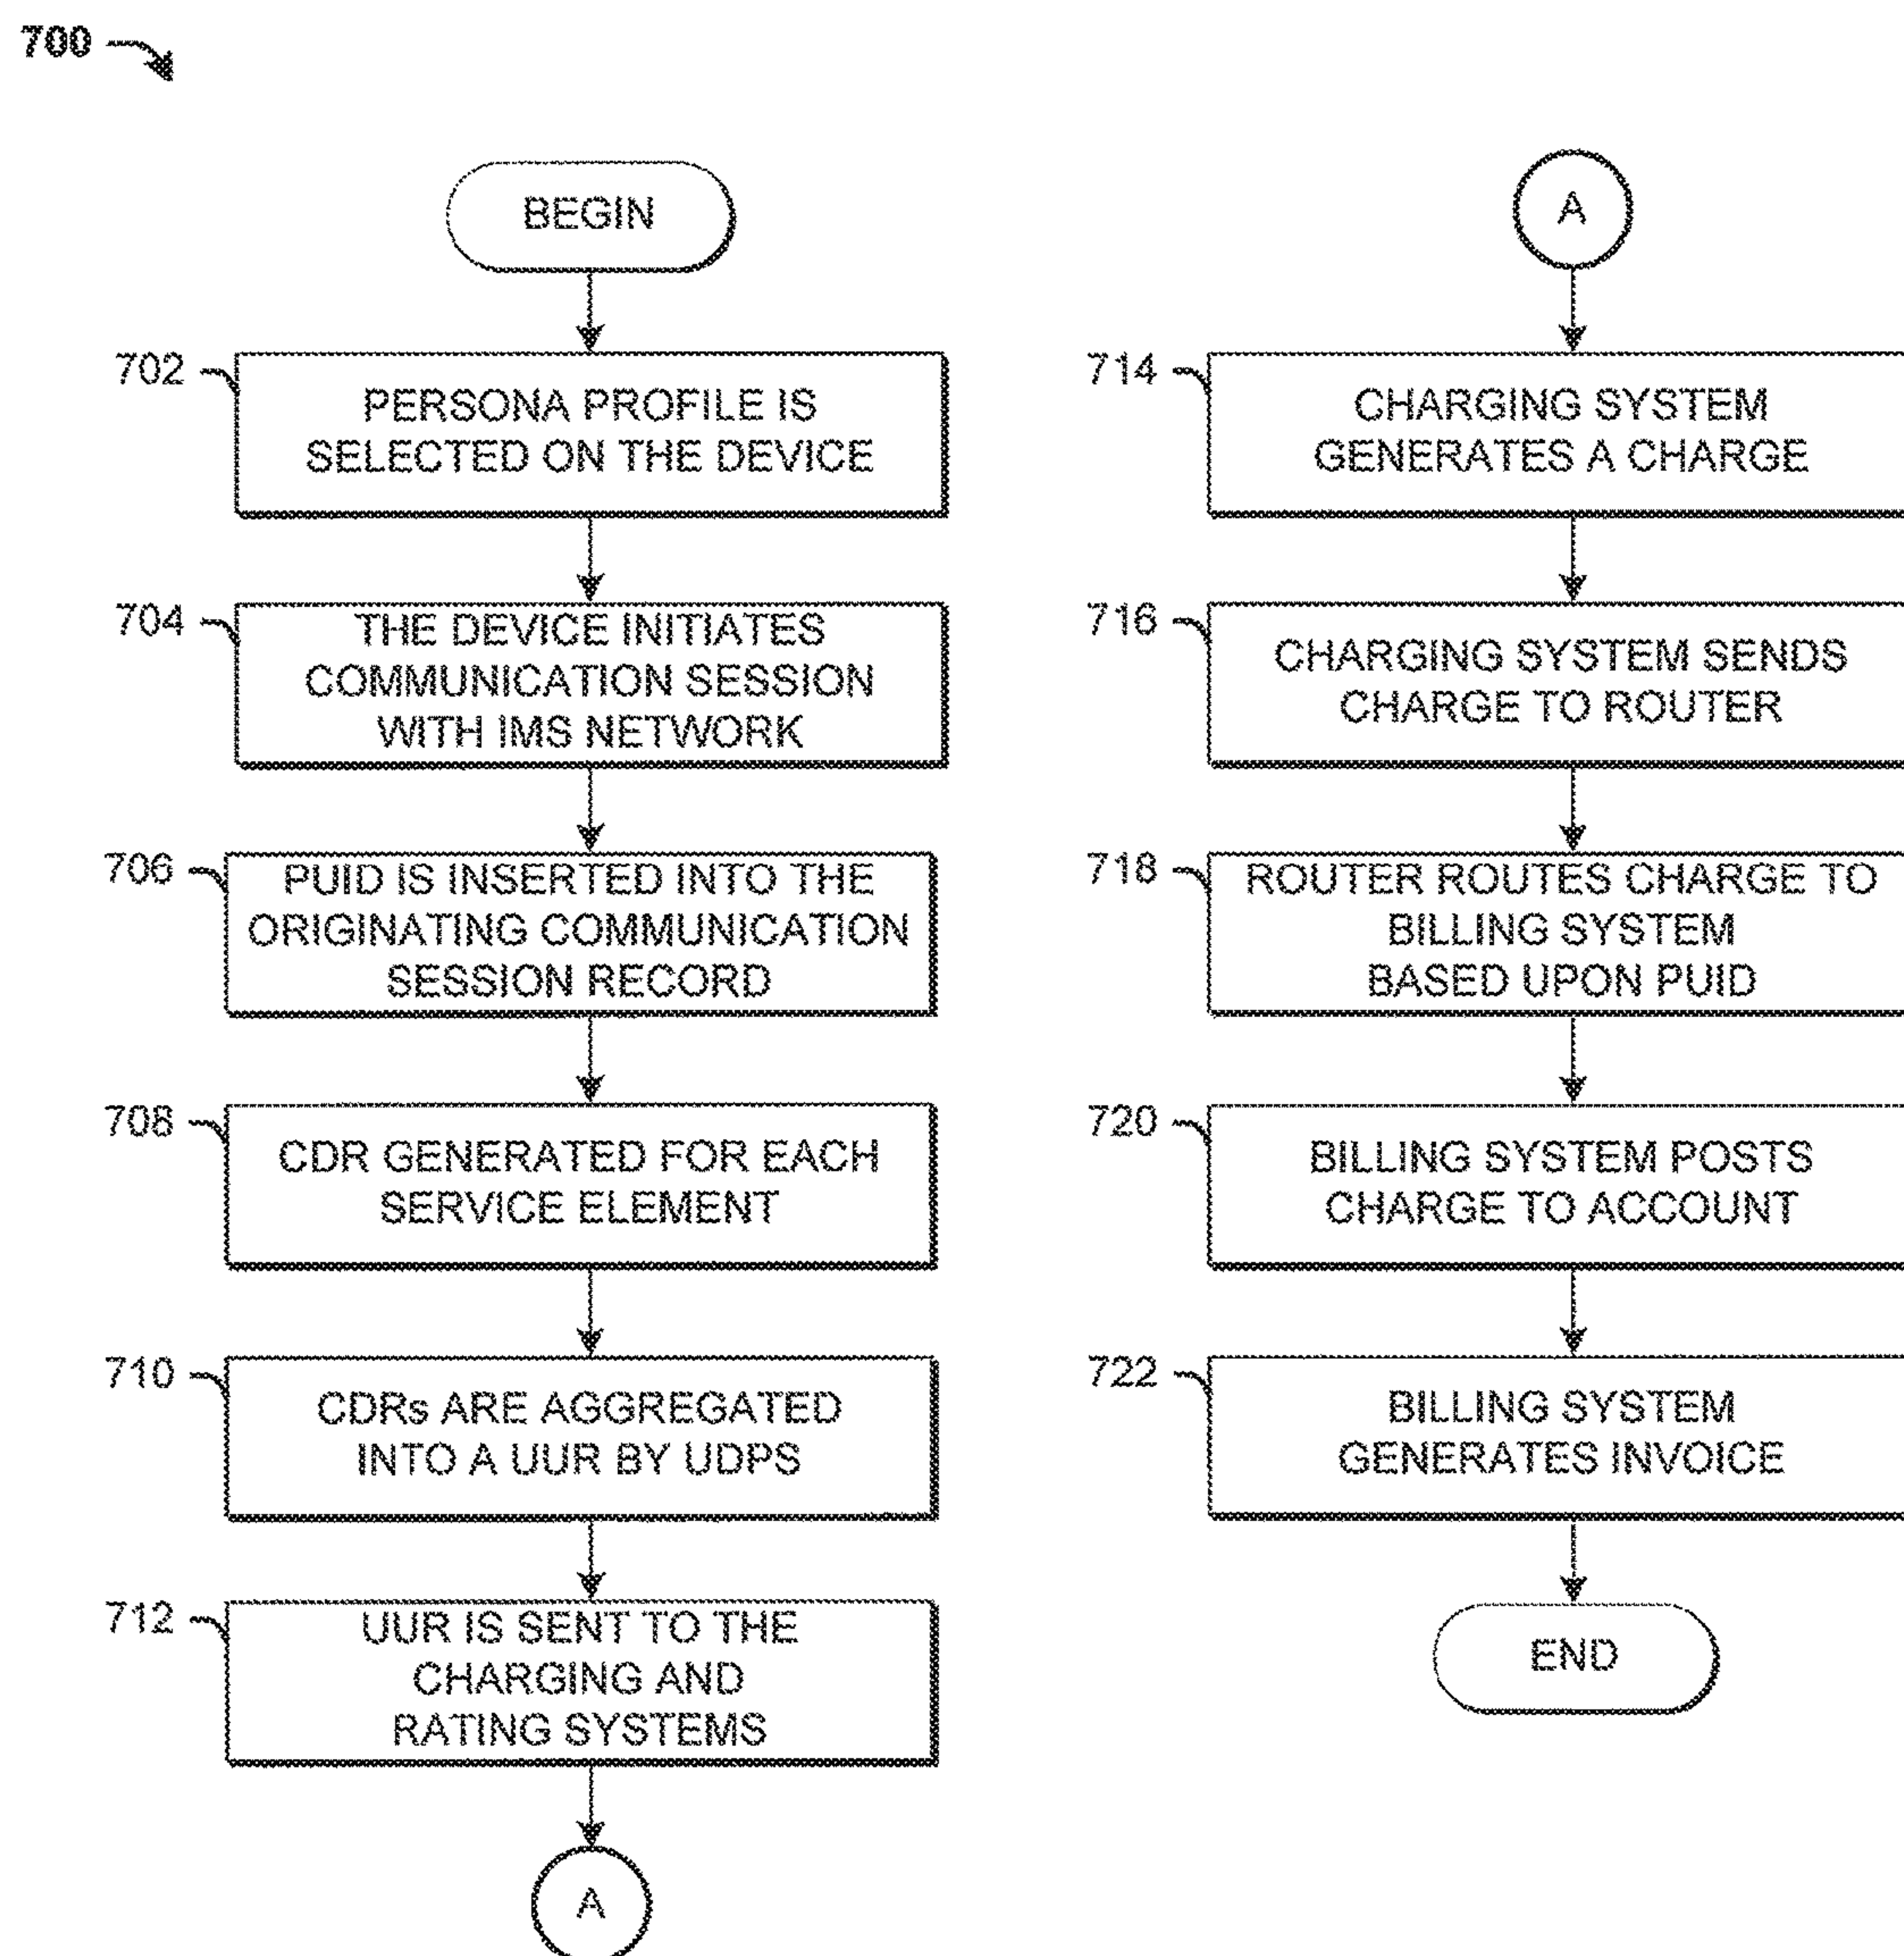 700
BEGIN
702
PERSONA PROFILE IS
SELECTED ON THE DEVICE
704
THE DEVICE INITIATES
COMMUNICATION SESSION
WITH IMS NETWORK
706
PUID IS INSERTED INTO THE
ORIGINATING COMMUNICATION
SESSION RECORD
708
CDR GENERATED FOR EACH
SERVICE ELEMENT
710
CDRs ARE AGGREGATED
INTO A UUR BY UDPS
712
UUR IS SENT TO THE
CHARGING AND
RATING SYSTEMS
A
A
714
CHARGING SYSTEM
GENERATES A CHARGE
716
CHARGING SYSTEM SENDS
CHARGE TO ROUTER
718
ROUTER ROUTES CHARGE TO
BILLING SYSTEM
BASED UPON PUID
720
BILLING SYSTEM POSTS
CHARGE TO ACCOUNT
722
BILLING SYSTEM
GENERATES INVOICE
END